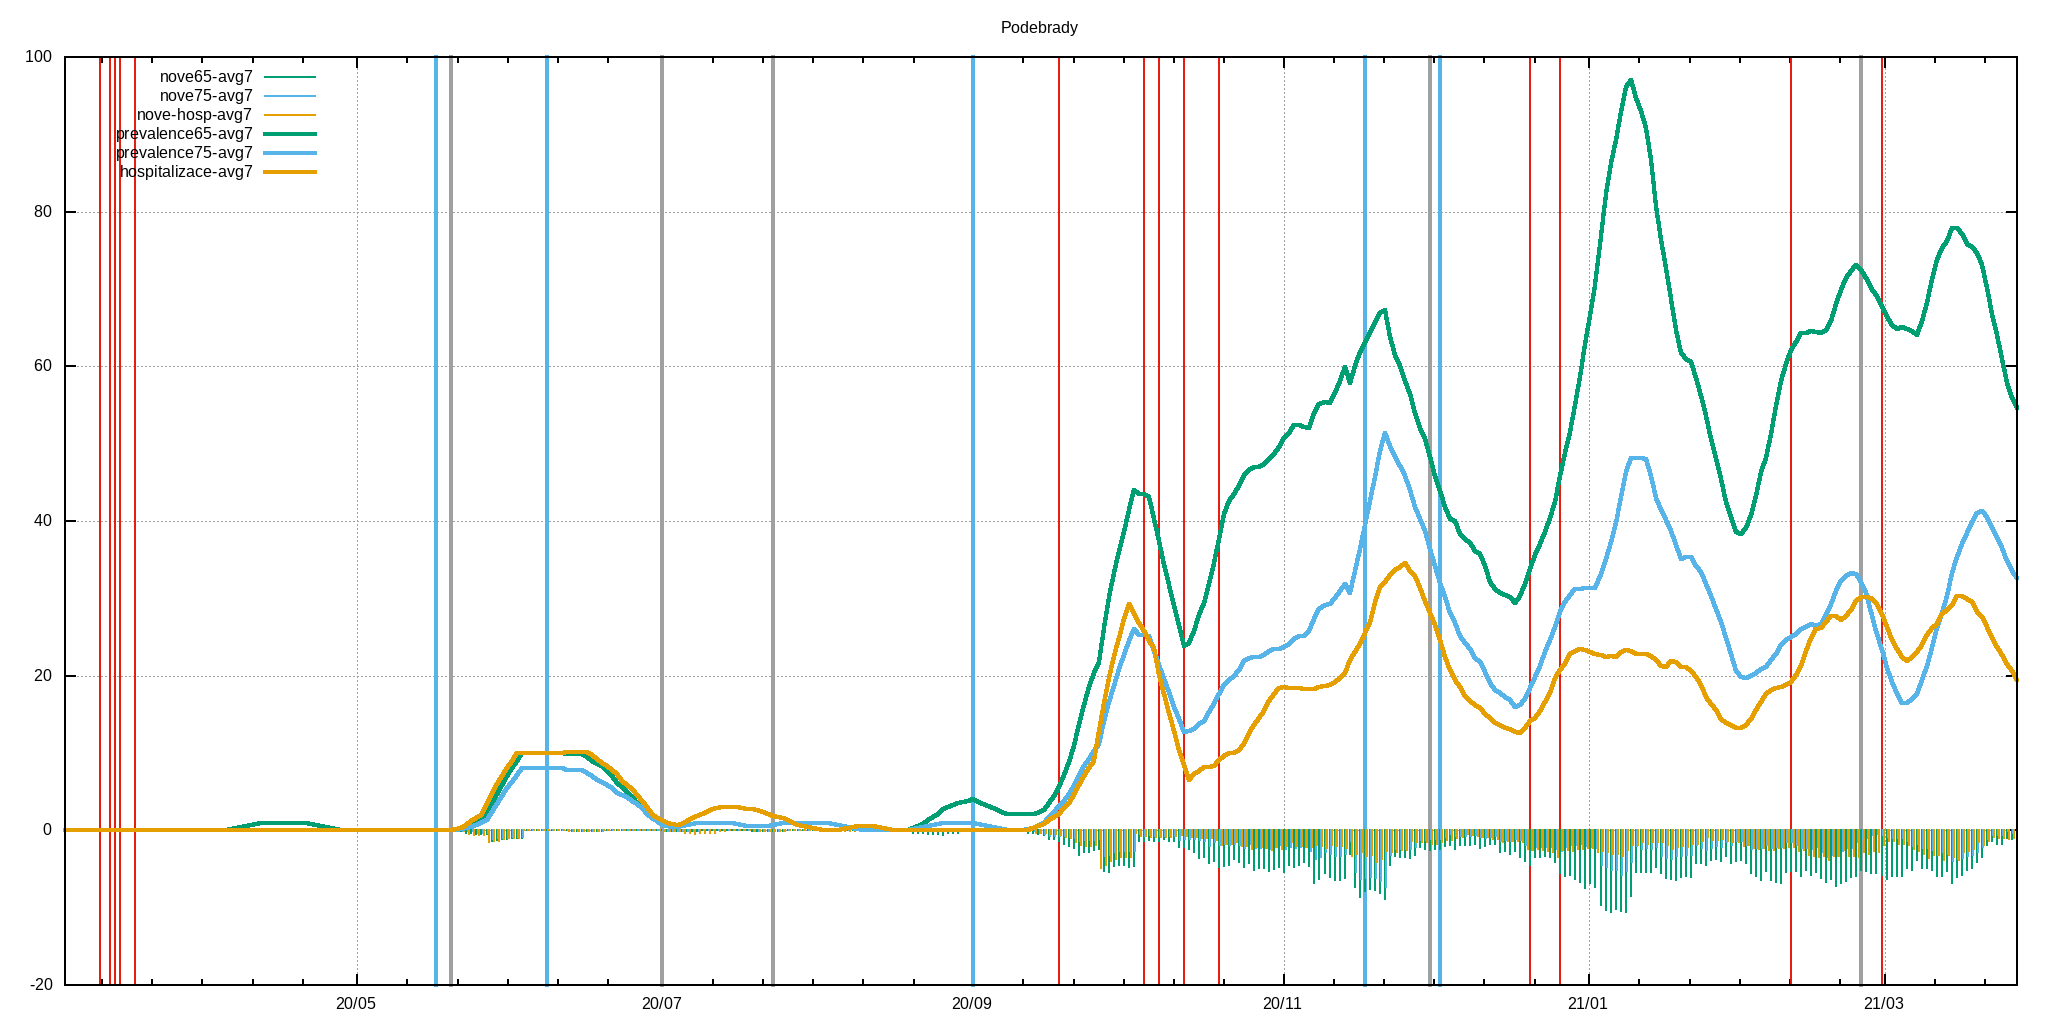 Podebrady
100
nove65-avg7
nove75-avg7
nove-hosp-avg7
prevalence65-avg7
prevalence75-avg7
hospitalizace-avg7
80
60
40
20
0
-20
20/05 20/07 20/09 20/11 21/01 21/03